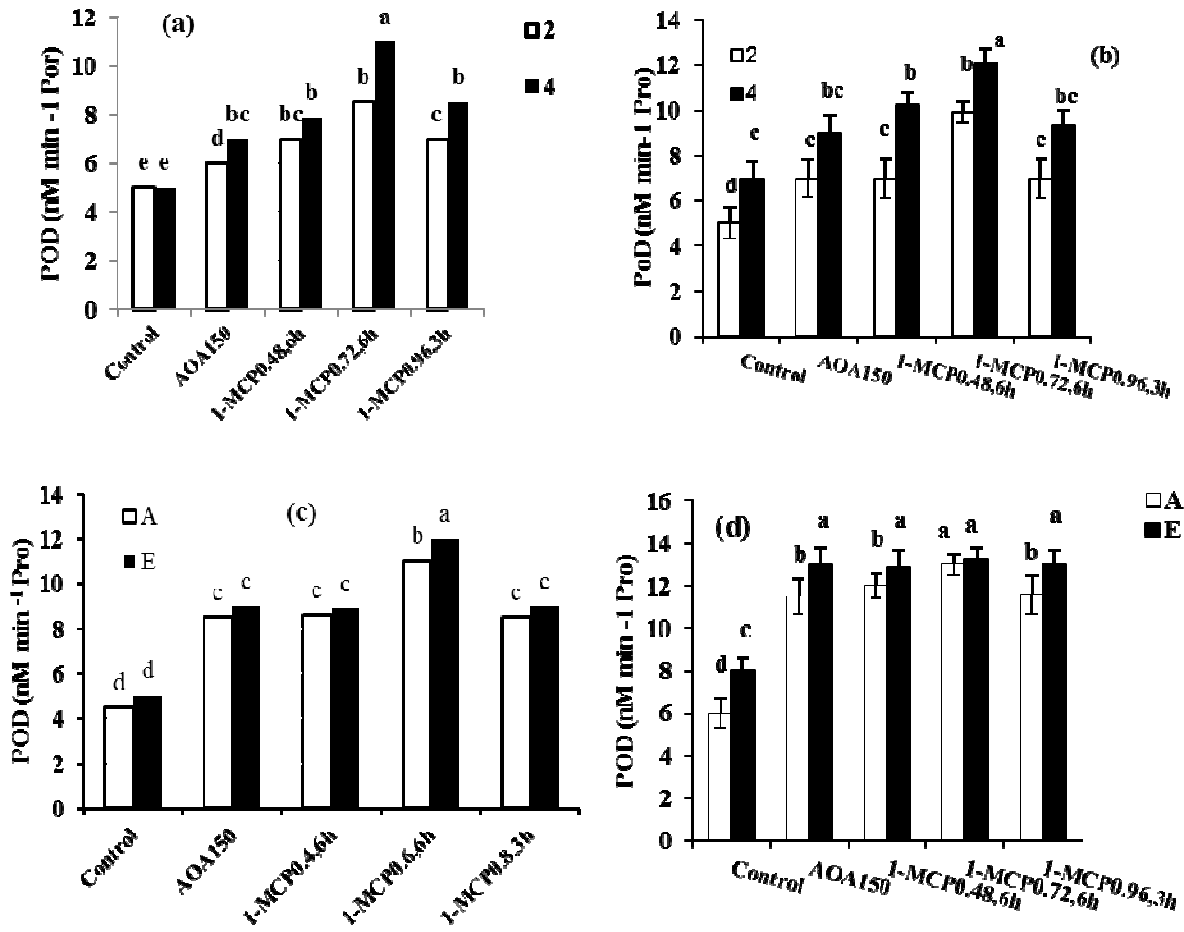 (a)
2
4
POD (nM min -1 Por)
12
10
8
6
4
2
0
e e
d bc
bc b
b a
c b
Control
AOA150
1-MCP0.48,6h
1-MCP0.72,6h
1-MCP0.96,3h
(b)
2
4
PoD (nM min-1 Pro)
14
12
10
8
6
4
2
0
d c
c bc
c b
b a
c bc
Control
AOA150
1-MCP0.48,6h
1-MCP0.72,6h
1-MCP0.96,3h
(c)
A
E
POD (nM min -1 Pro)
14
12
10
8
6
4
2
0
d d
c c
c c
b a
c c
Control
AOA150
1-MCP0.4,6h
1-MCP0.6,6h
1-MCP0.8,3h
(d)
A
E
POD (nM min -1 Pro)
16
14
12
10
8
6
4
2
0
d c
b a
b a
a a
b a
Control
AOA150
1-MCP0.48,6h
1-MCP0.72,6h
1-MCP0.96,3h